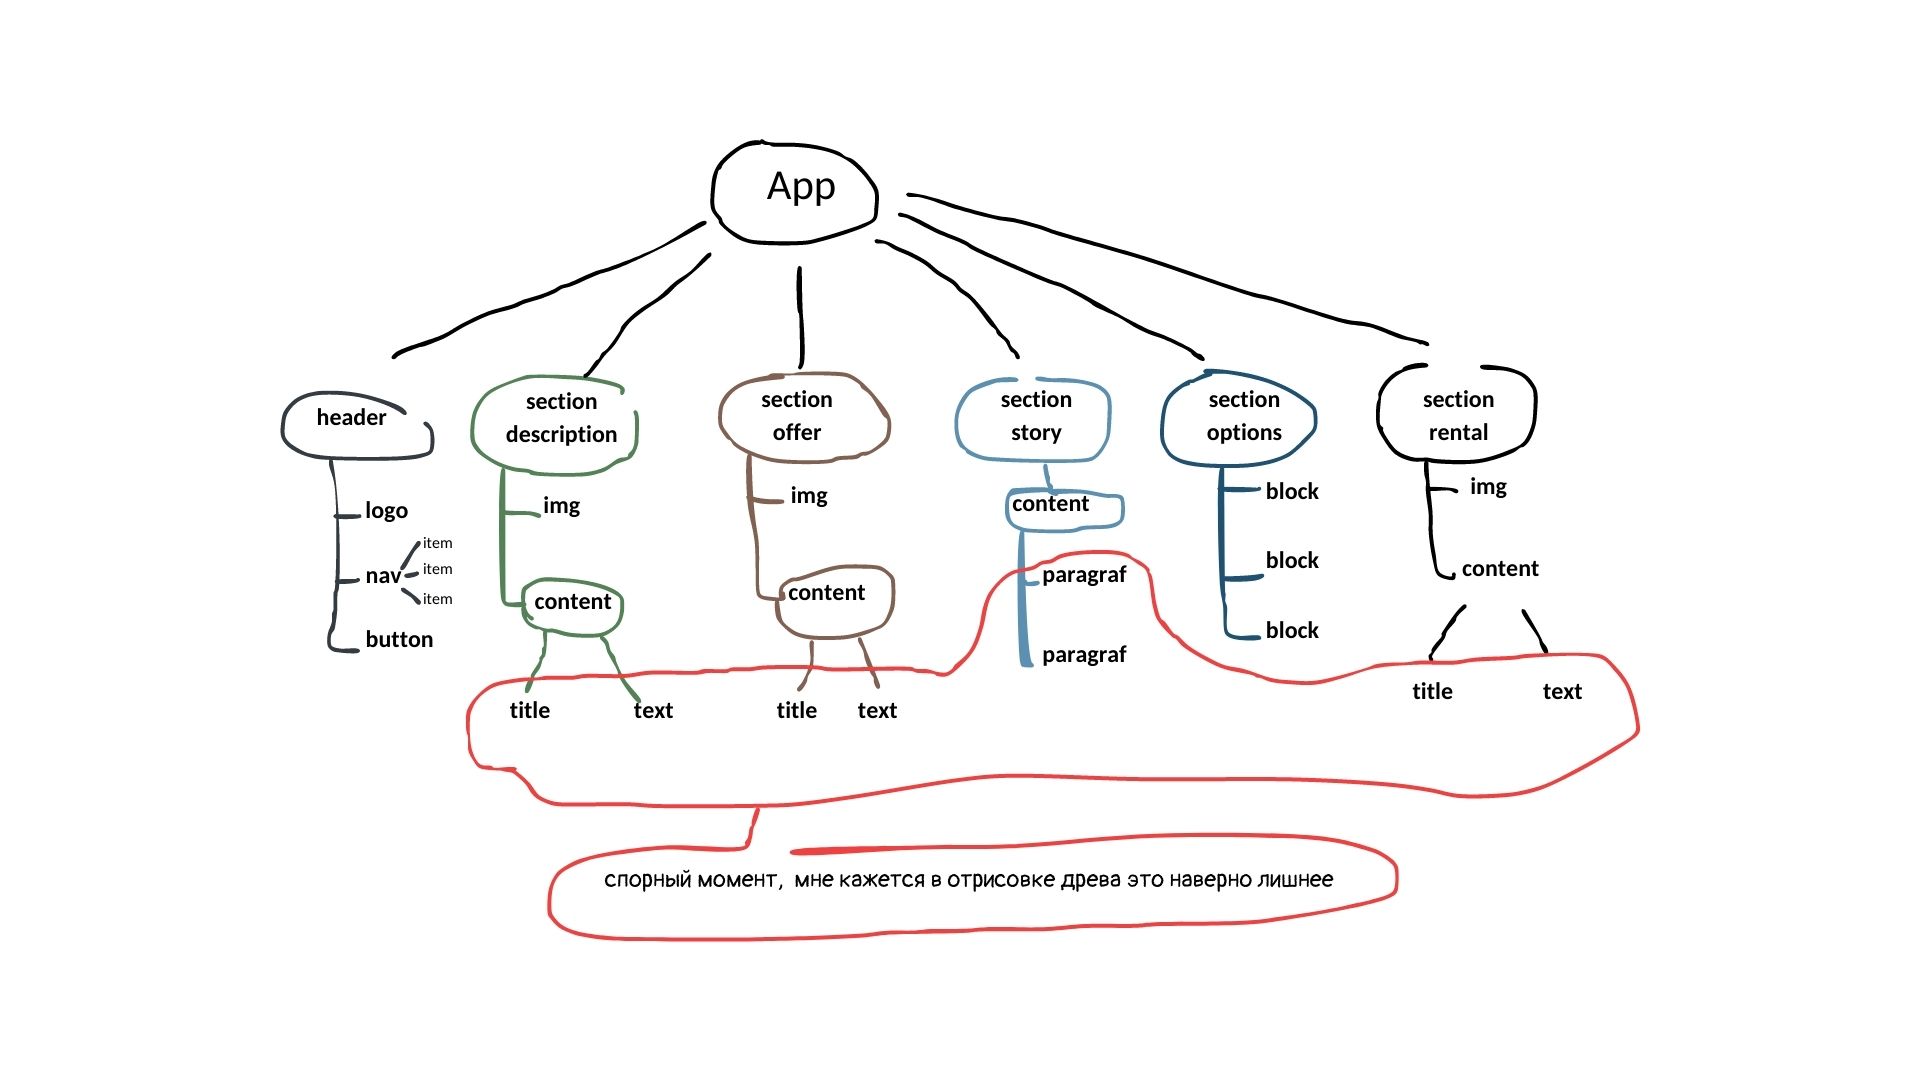 App
header
section
description
section
offer
section
story
section
options
section
rental
logo
nav
item
item
item
button
img
content
title
text
img
content
title
text
content
paragraf
paragraf
block
block
block
img
content
title
text
спорный момент, мне кажется в отрисовке древа это наверно лишнее